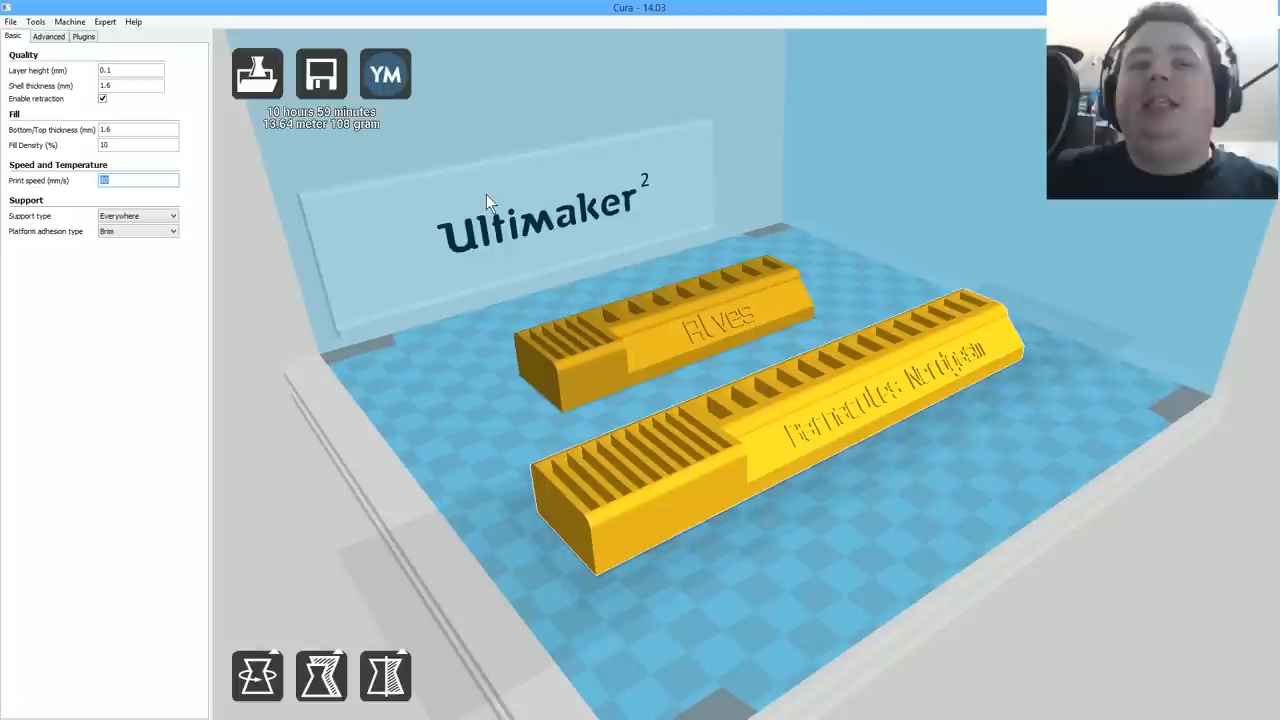 Cura - 14.03
File Tools Machine Expert Help
Basic Advanced Plugins
Quality
Layer height (mm) 0.1
Shell thickness (mm) 1.6
Enable retraction
Fill
Bottom/Top thickness (mm) 1.6
Fill Density (%) 10
Speed and Temperature
Print speed (mm/s)
Support
Support type Everywhere
Platform adhesion type Brim
YM
10 hours 59 minutes
13.64 meter 108 gram
Ultimaker 2
Alves
Barnacules Nerdgasm